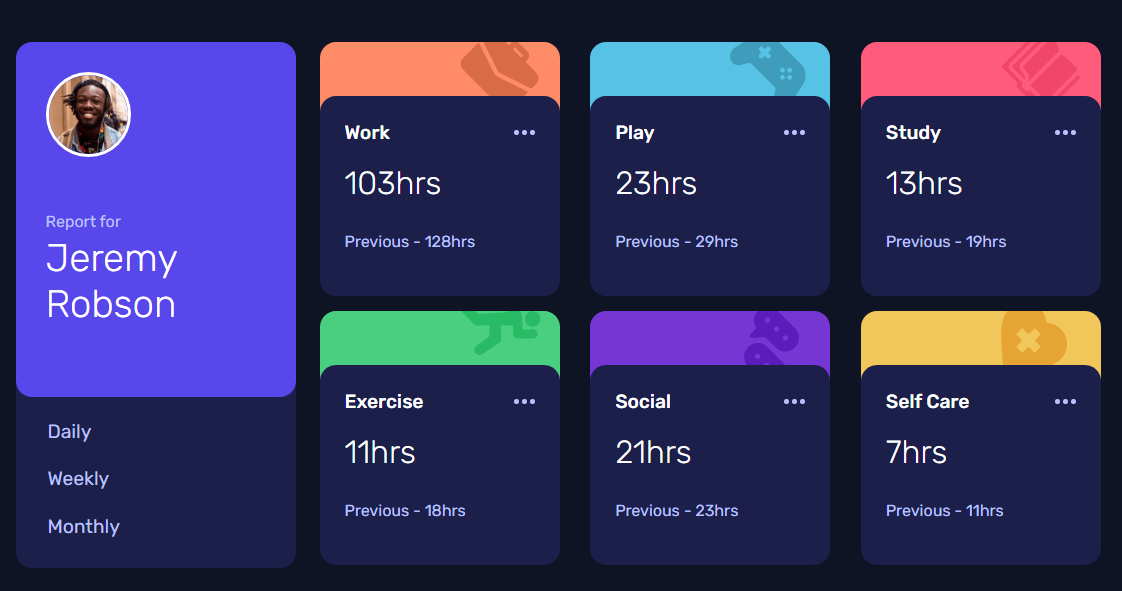 Report for
Jeremy
Robson
Daily
Weekly
Monthly
Work
103hrs
Previous - 128hrs
Play
23hrs
Previous - 29hrs
Study
13hrs
Previous - 19hrs
Exercise
11hrs
Previous - 18hrs
Social
21hrs
Previous - 23hrs
Self Care
7hrs
Previous - 11hrs